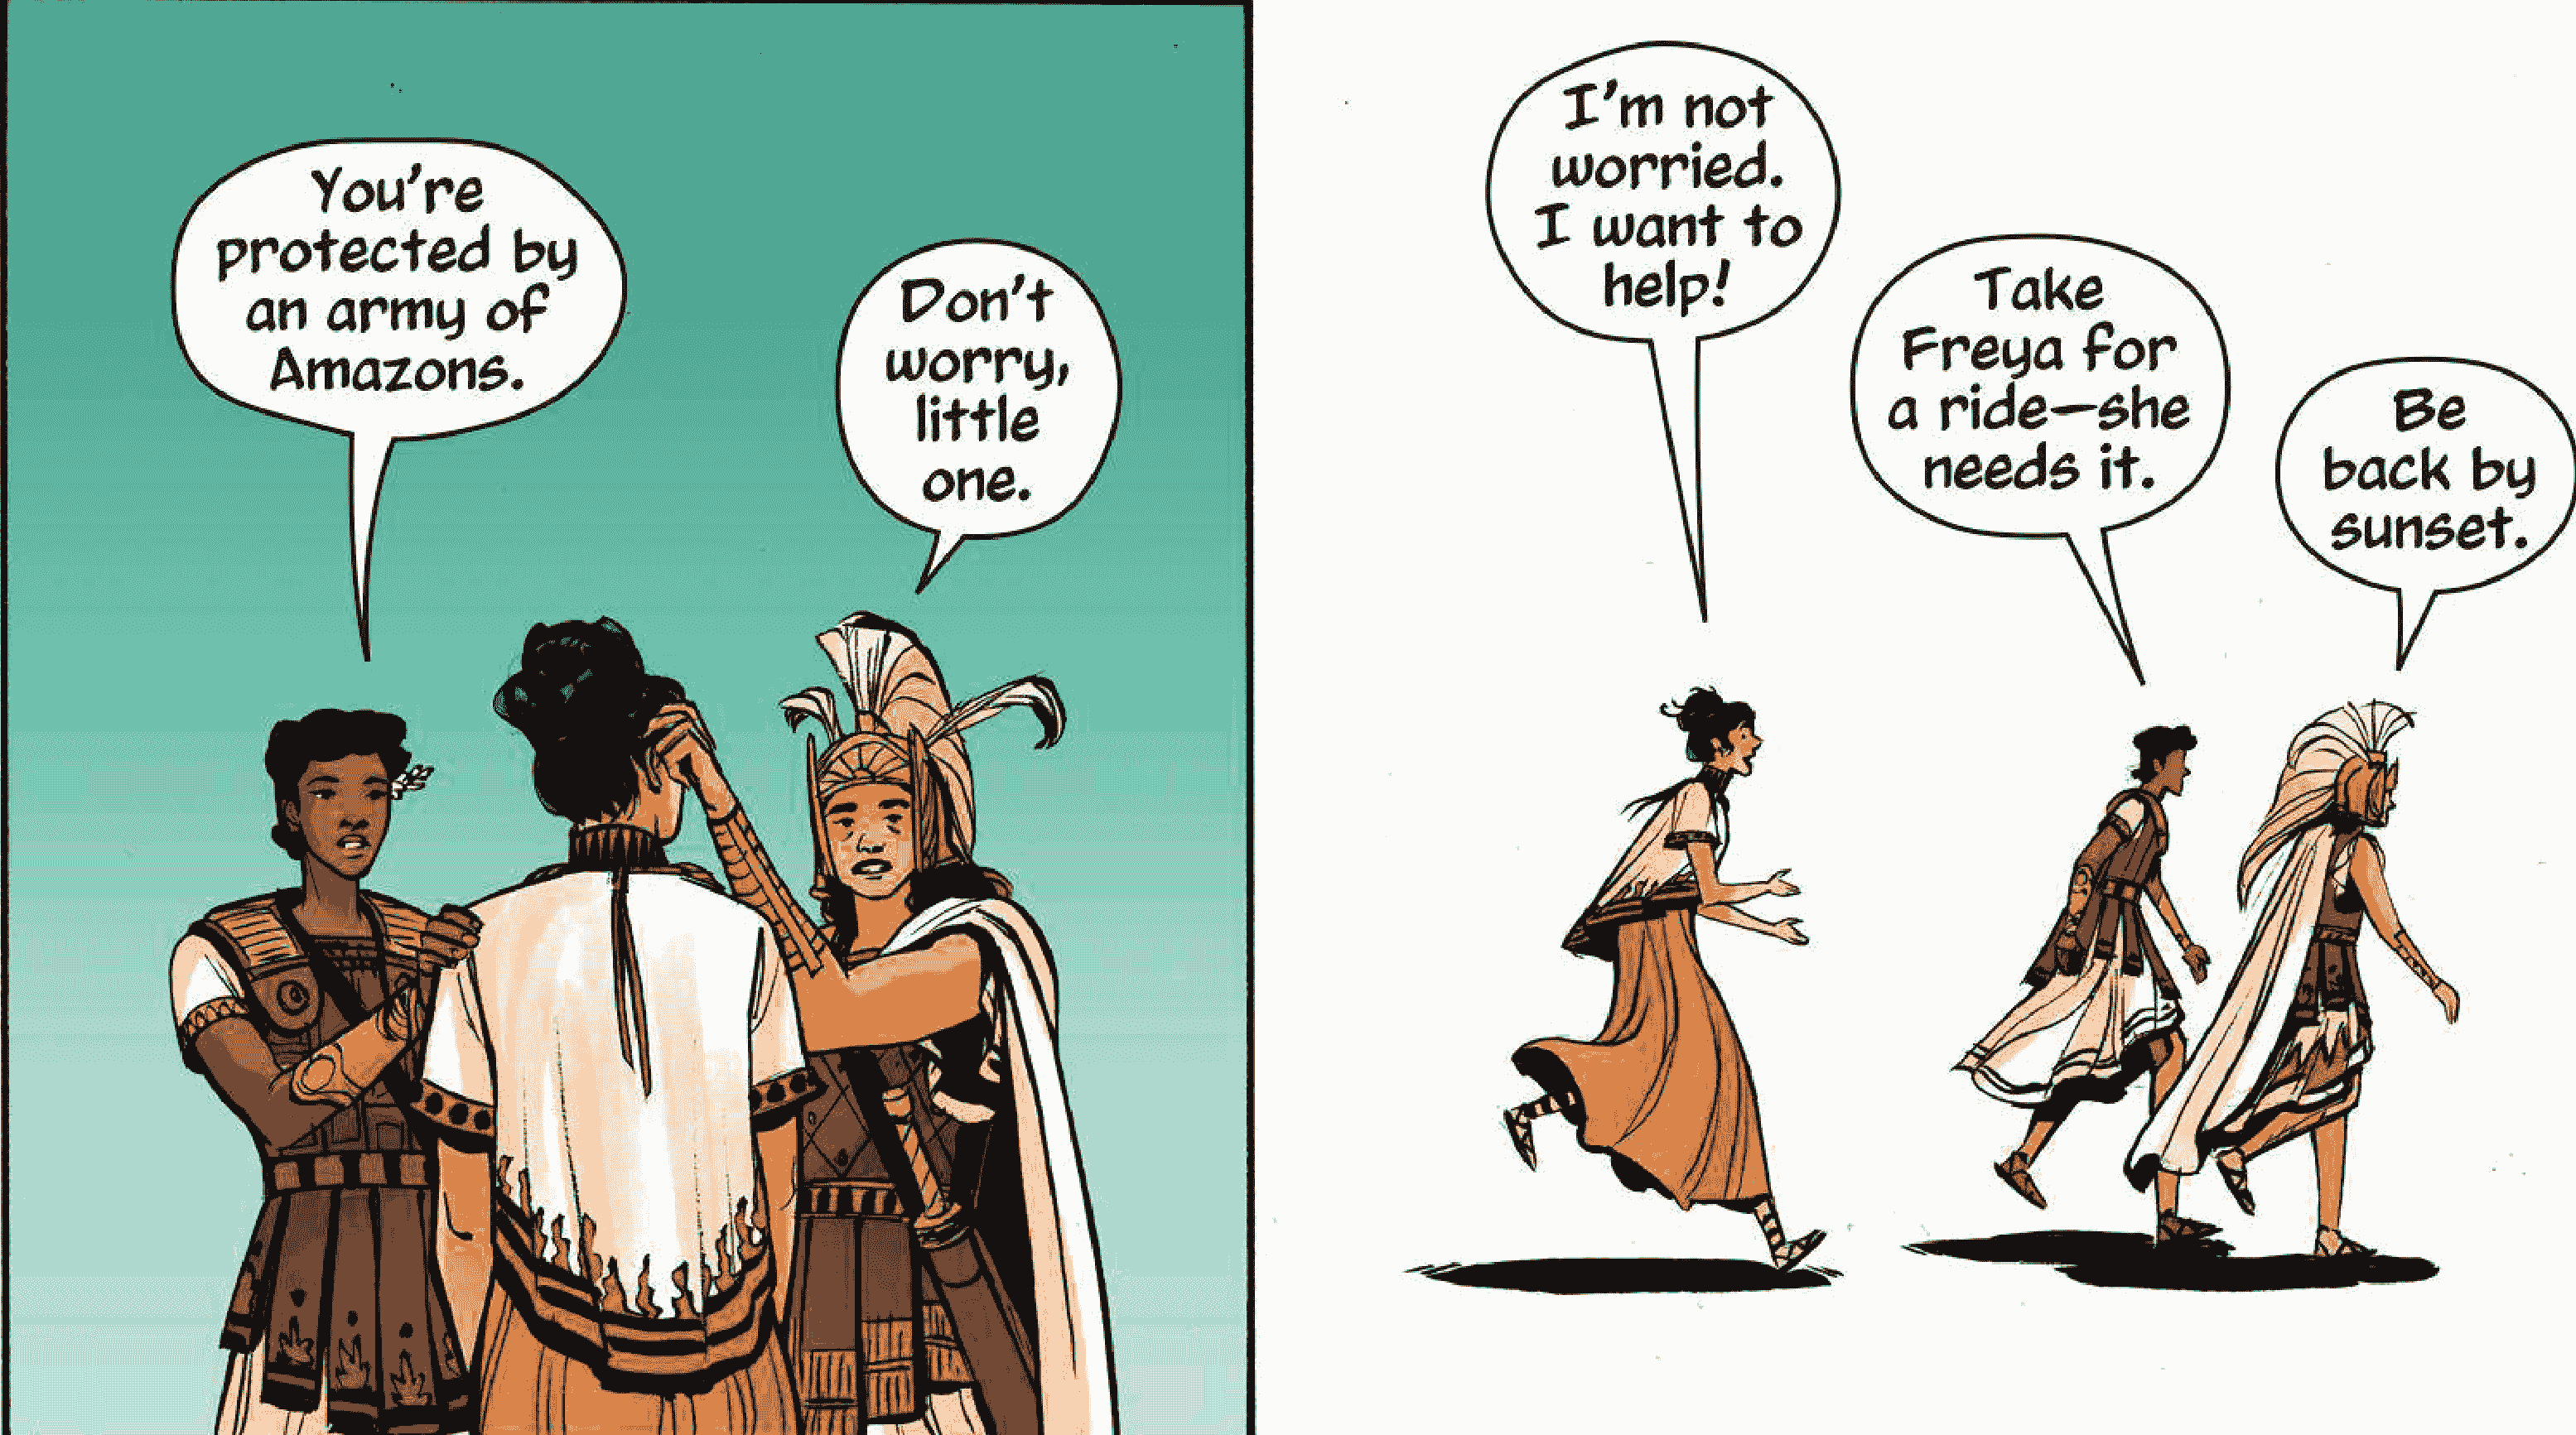 You're
protected by
an army of
Amazons.
Don't
worry,
little
one.
I'm not
worried.
I want to
help!
Take
Freya for
a ride—she
needs it.
Be
back by
sunset.